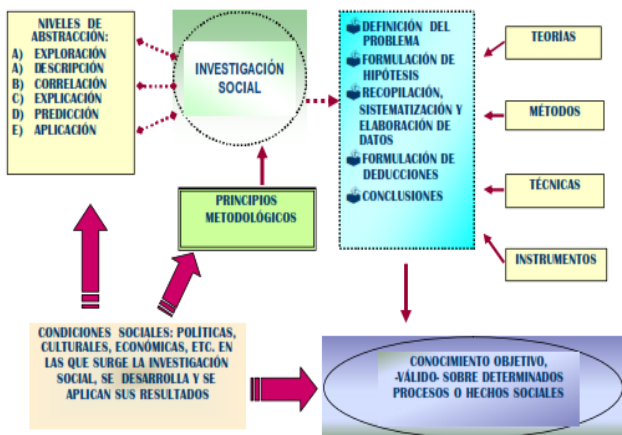 NIVELES DE
ABSTRACCIÓN:
A) EXPLORACIÓN
A) DESCRIPCIÓN
B) CORRELACIÓN
C) EXPLICACIÓN
D) PREDICCIÓN
E) APLICACIÓN
INVESTIGACIÓN
SOCIAL
DEFINICIÓN DEL
PROBLEMA
FORMULACIÓN DE
HIPÓTESIS
RECOPILACIÓN,
SISTEMATIZACIÓN Y
ELABORACIÓN DE
DATOS
FORMULACIÓN DE
DEDUCCIONES
CONCLUSIONES
TEORÍAS
MÉTODOS
TÉCNICAS
INSTRUMENTOS
PRINCIPIOS
METODOLÓGICOS
CONDICIONES SOCIALES: POLÍTICAS,
CULTURALES, ECONÓMICAS, ETC. EN
LAS QUE SURGE LA INVESTIGACIÓN
SOCIAL, SE DESARROLLA Y SE
APLICAN SUS RESULTADOS
CONOCIMIENTO OBJETIVO,
-VÁLIDO- SOBRE DETERMINADOS
PROCESOS O HECHOS SOCIALES